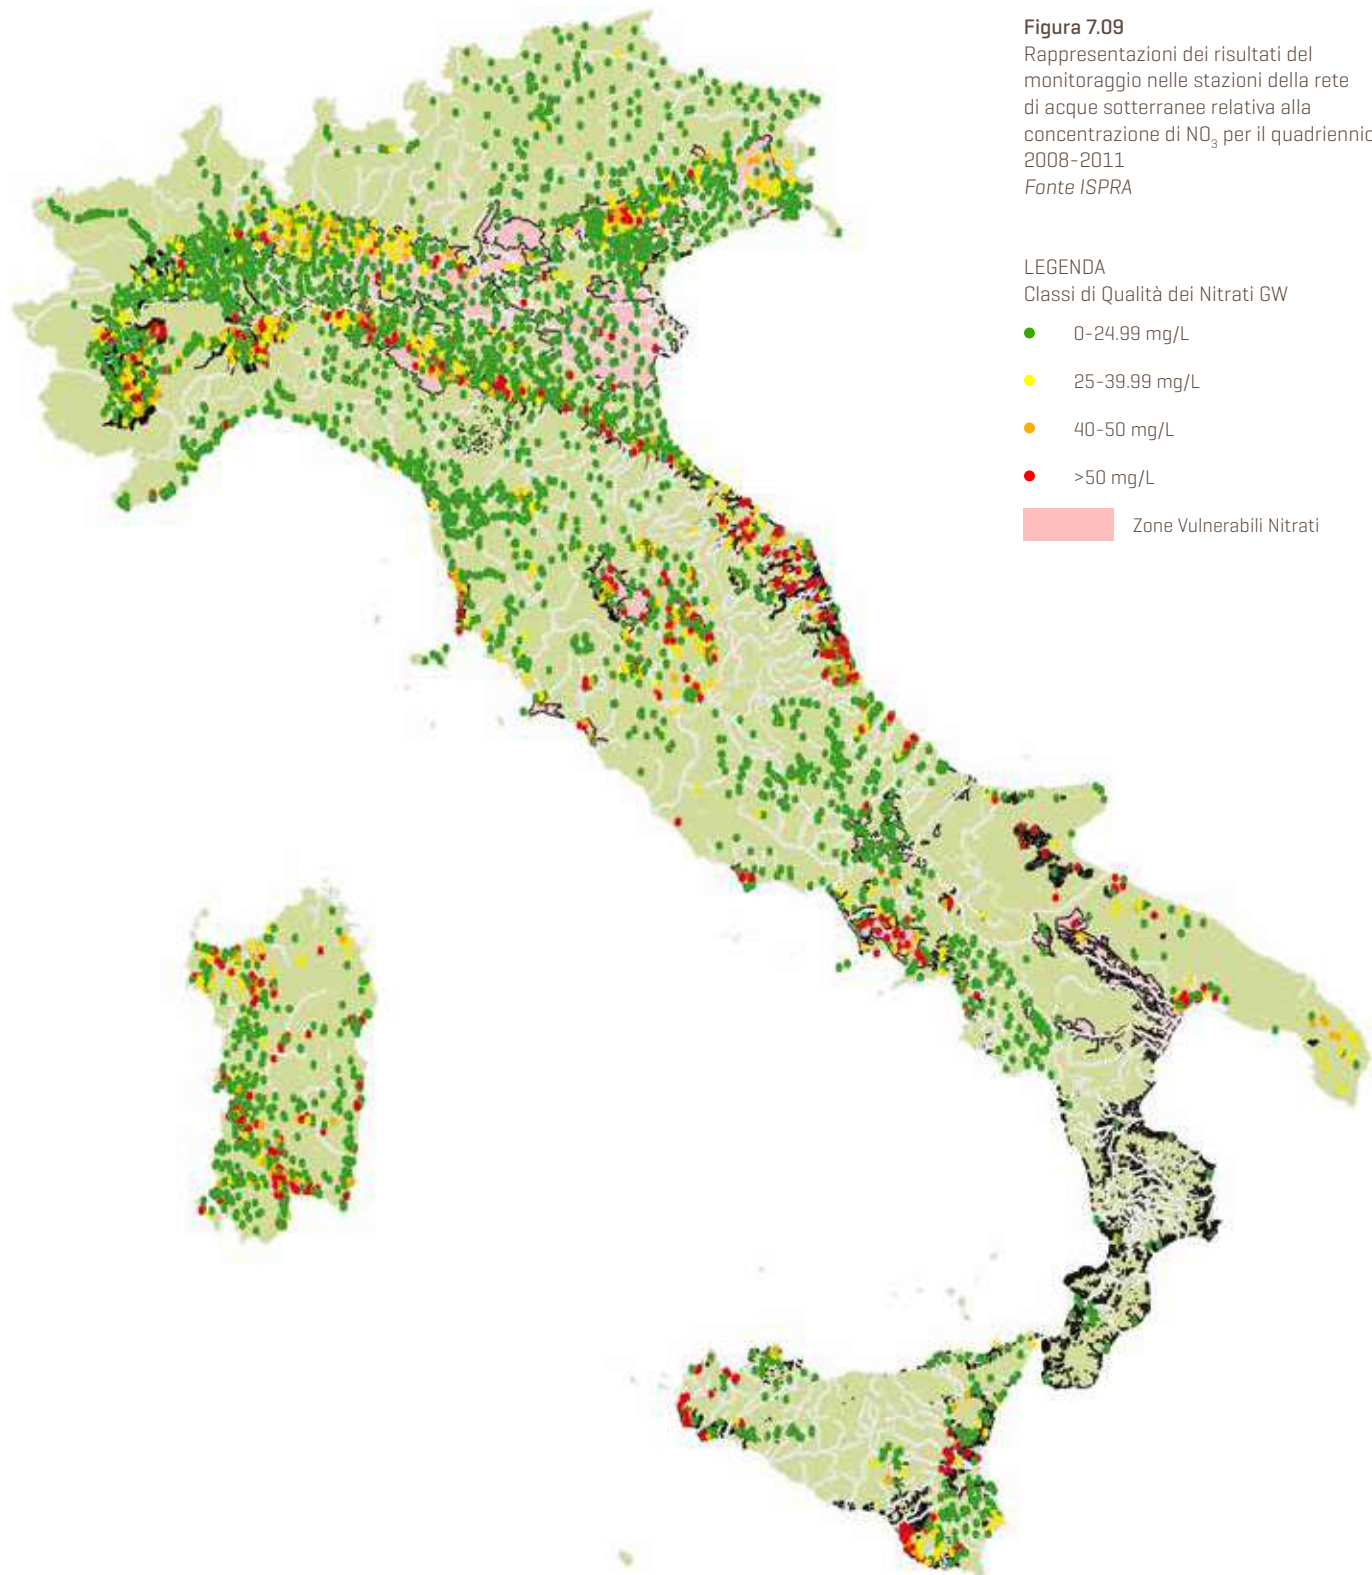 Figura 7.09
Rappresentazioni dei risultati del
monitoraggio nelle stazioni della rete
di acque sotterranee relativa alla
concentrazione di NO₃ per il quadriennio
2008-2011
Fonte ISPRA
LEGENDA
Classi di Qualità dei Nitrati GW
0-24.99 mg/L
25-39.99 mg/L
40-50 mg/L
>50 mg/L
Zone Vulnerabili Nitrati